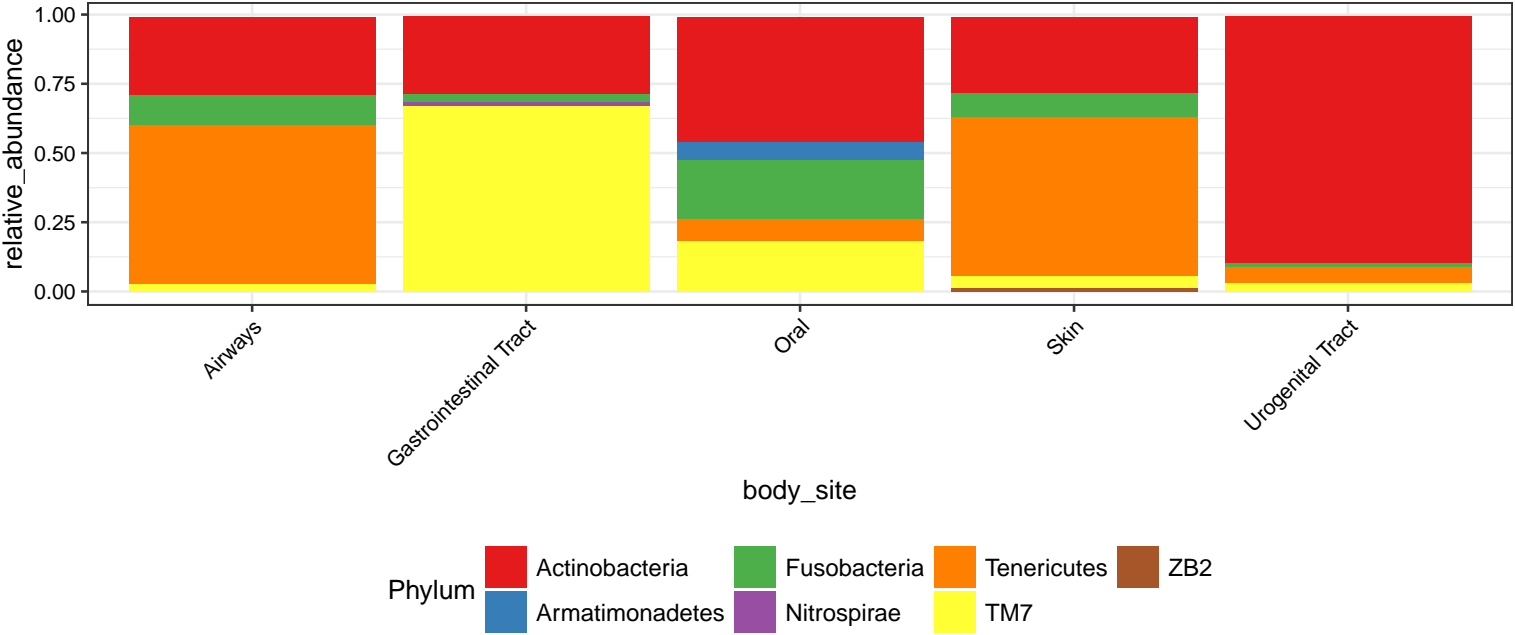 relative_abundance
1.00
0.75
0.50
0.25
0.00
Airways
Gastrointestinal Tract
Oral
Skin
Urogenital Tract
body_site
Phylum
Actinobacteria
Fusobacteria
Tenericutes
ZB2
Armatimonadetes
Nitrospirae
TM7